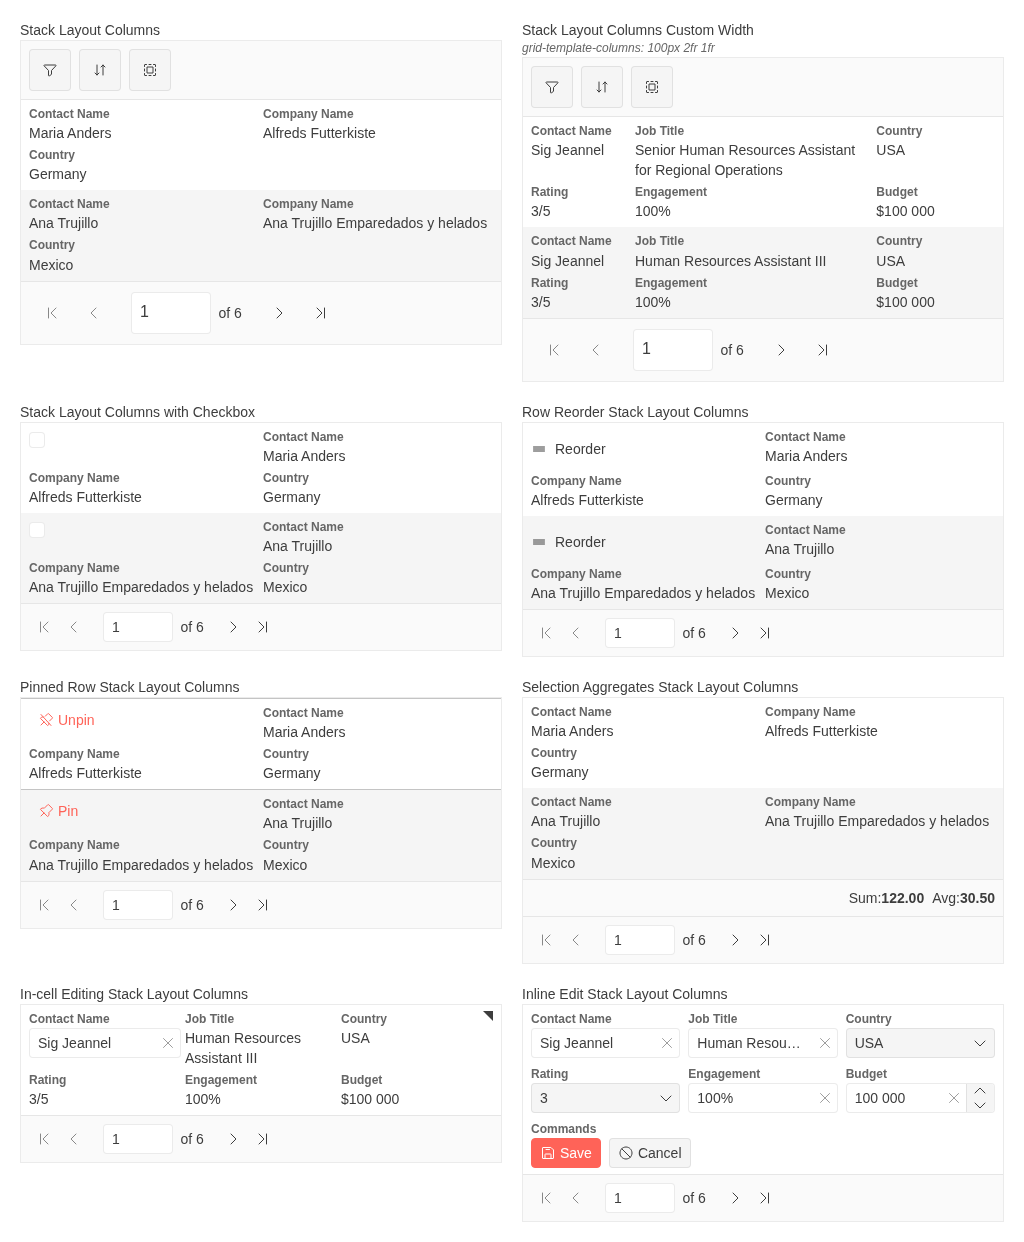 Stack Layout Columns
Contact Name Company Name
Maria Anders Alfreds Futterkiste
Country
Germany
Contact Name Company Name
Ana Trujillo Ana Trujillo Emparedados y helados
Country
Mexico
1 of 6
Stack Layout Columns Custom Width
grid-template-columns: 100px 2fr 1fr
Contact Name Job Title Country
Sig Jeannel Senior Human Resources Assistant USA
for Regional Operations
Rating Engagement Budget
3/5 100% $100 000
Contact Name Job Title Country
Sig Jeannel Human Resources Assistant III USA
Rating Engagement Budget
3/5 100% $100 000
1 of 6
Stack Layout Columns with Checkbox
Contact Name
Maria Anders
Company Name Country
Alfreds Futterkiste Germany
Contact Name
Ana Trujillo
Company Name Country
Ana Trujillo Emparedados y helados Mexico
1 of 6
Row Reorder Stack Layout Columns
Contact Name
Reorder Maria Anders
Company Name Country
Alfreds Futterkiste Germany
Contact Name
Reorder Ana Trujillo
Company Name Country
Ana Trujillo Emparedados y helados Mexico
1 of 6
Pinned Row Stack Layout Columns
Contact Name
Unpin Maria Anders
Company Name Country
Alfreds Futterkiste Germany
Contact Name
Pin Ana Trujillo
Company Name Country
Ana Trujillo Emparedados y helados Mexico
1 of 6
Selection Aggregates Stack Layout Columns
Contact Name Company Name
Maria Anders Alfreds Futterkiste
Country
Germany
Contact Name Company Name
Ana Trujillo Ana Trujillo Emparedados y helados
Country
Mexico
Sum:122.00 Avg:30.50
1 of 6
In-cell Editing Stack Layout Columns
Contact Name Job Title Country
Sig Jeannel Human Resources USA
Assistant III
Rating Engagement Budget
3/5 100% $100 000
1 of 6
Inline Edit Stack Layout Columns
Contact Name Job Title Country
Sig Jeannel Human Resou… USA
Rating Engagement Budget
3 100% 100 000
Commands
Save Cancel
1 of 6